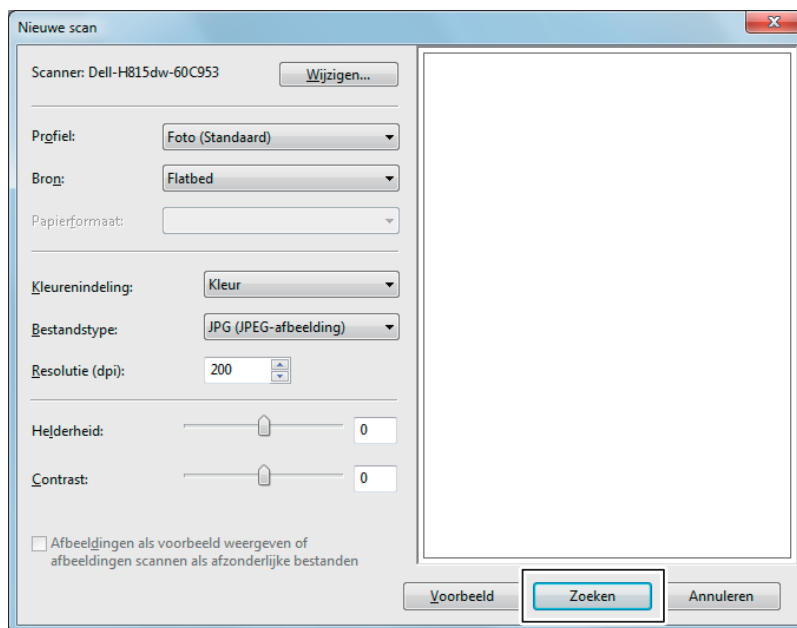 Nieuwe scan
Scanner: Dell-H815dw-60C953
Wijzigen...
Profiel:
Foto (Standaard)
Bron:
Flatbed
Papierformaat:
Kleurenindeling:
Kleur
Bestandstype:
JPG (JPEG-afbeelding)
Resolutie (dpi):
200
Helderheid:
0
Contrast:
0
Afbeeldingen als voorbeeld weergeven of
afbeeldingen scannen als afzonderlijke bestanden
Voorbeeld
Zoeken
Annuleren